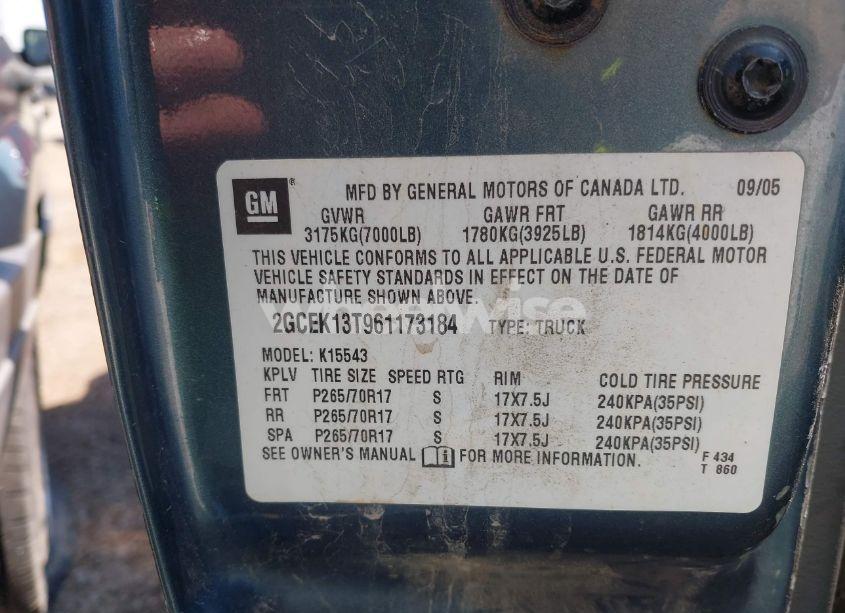 GM ®
MFD BY GENERAL MOTORS OF CANADA LTD. 09/05
GVWR GAWR FRT GAWR RR
3175KG(7000LB) 1780KG(3925LB) 1814KG(4000LB)
THIS VEHICLE CONFORMS TO ALL APPLICABLE U.S. FEDERAL MOTOR
VEHICLE SAFETY STANDARDS IN EFFECT ON THE DATE OF
MANUFACTURE SHOWN ABOVE.
2GCEK13T961173184 TYPE: TRUCK
MODEL: K15543
KPLV TIRE SIZE SPEED RTG RIM COLD TIRE PRESSURE
FRT P265/70R17 S 17X7.5J 240KPA(35PSI)
RR P265/70R17 S 17X7.5J 240KPA(35PSI)
SPA P265/70R17 S 17X7.5J 240KPA(35PSI)
SEE OWNER'S MANUAL FOR MORE INFORMATION.
F 434
T 860